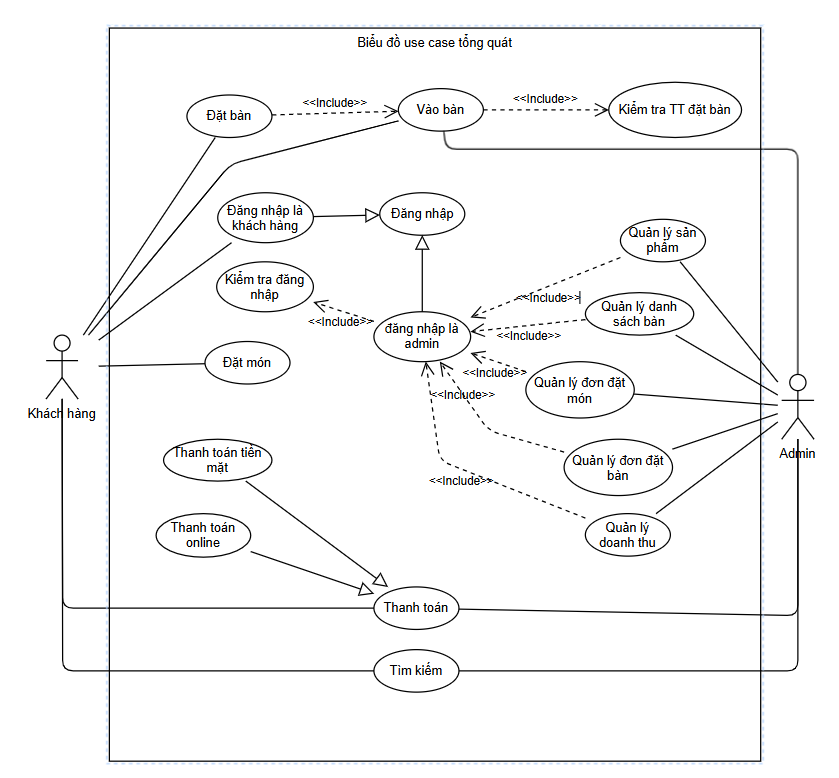 Biểu đồ use case tổng quát
Đặt bàn
<<Include>>
Vào bàn
<<Include>>
Kiểm tra TT đặt bàn
Đăng nhập là
khách hàng
Đăng nhập
Quản lý sản
phẩm
Kiểm tra đăng
nhập
<<Include>>
<<Include>>
Quản lý danh
sách bàn
đăng nhập là
admin
<<Include>>
Đặt món
<<Include>>
Quản lý đơn đặt
món
<<Include>>
Khách hàng
Admin
Thanh toán tiền
mặt
Quản lý đơn đặt
bàn
<<Include>>
Thanh toán
online
Quản lý
doanh thu
Thanh toán
Tìm kiếm